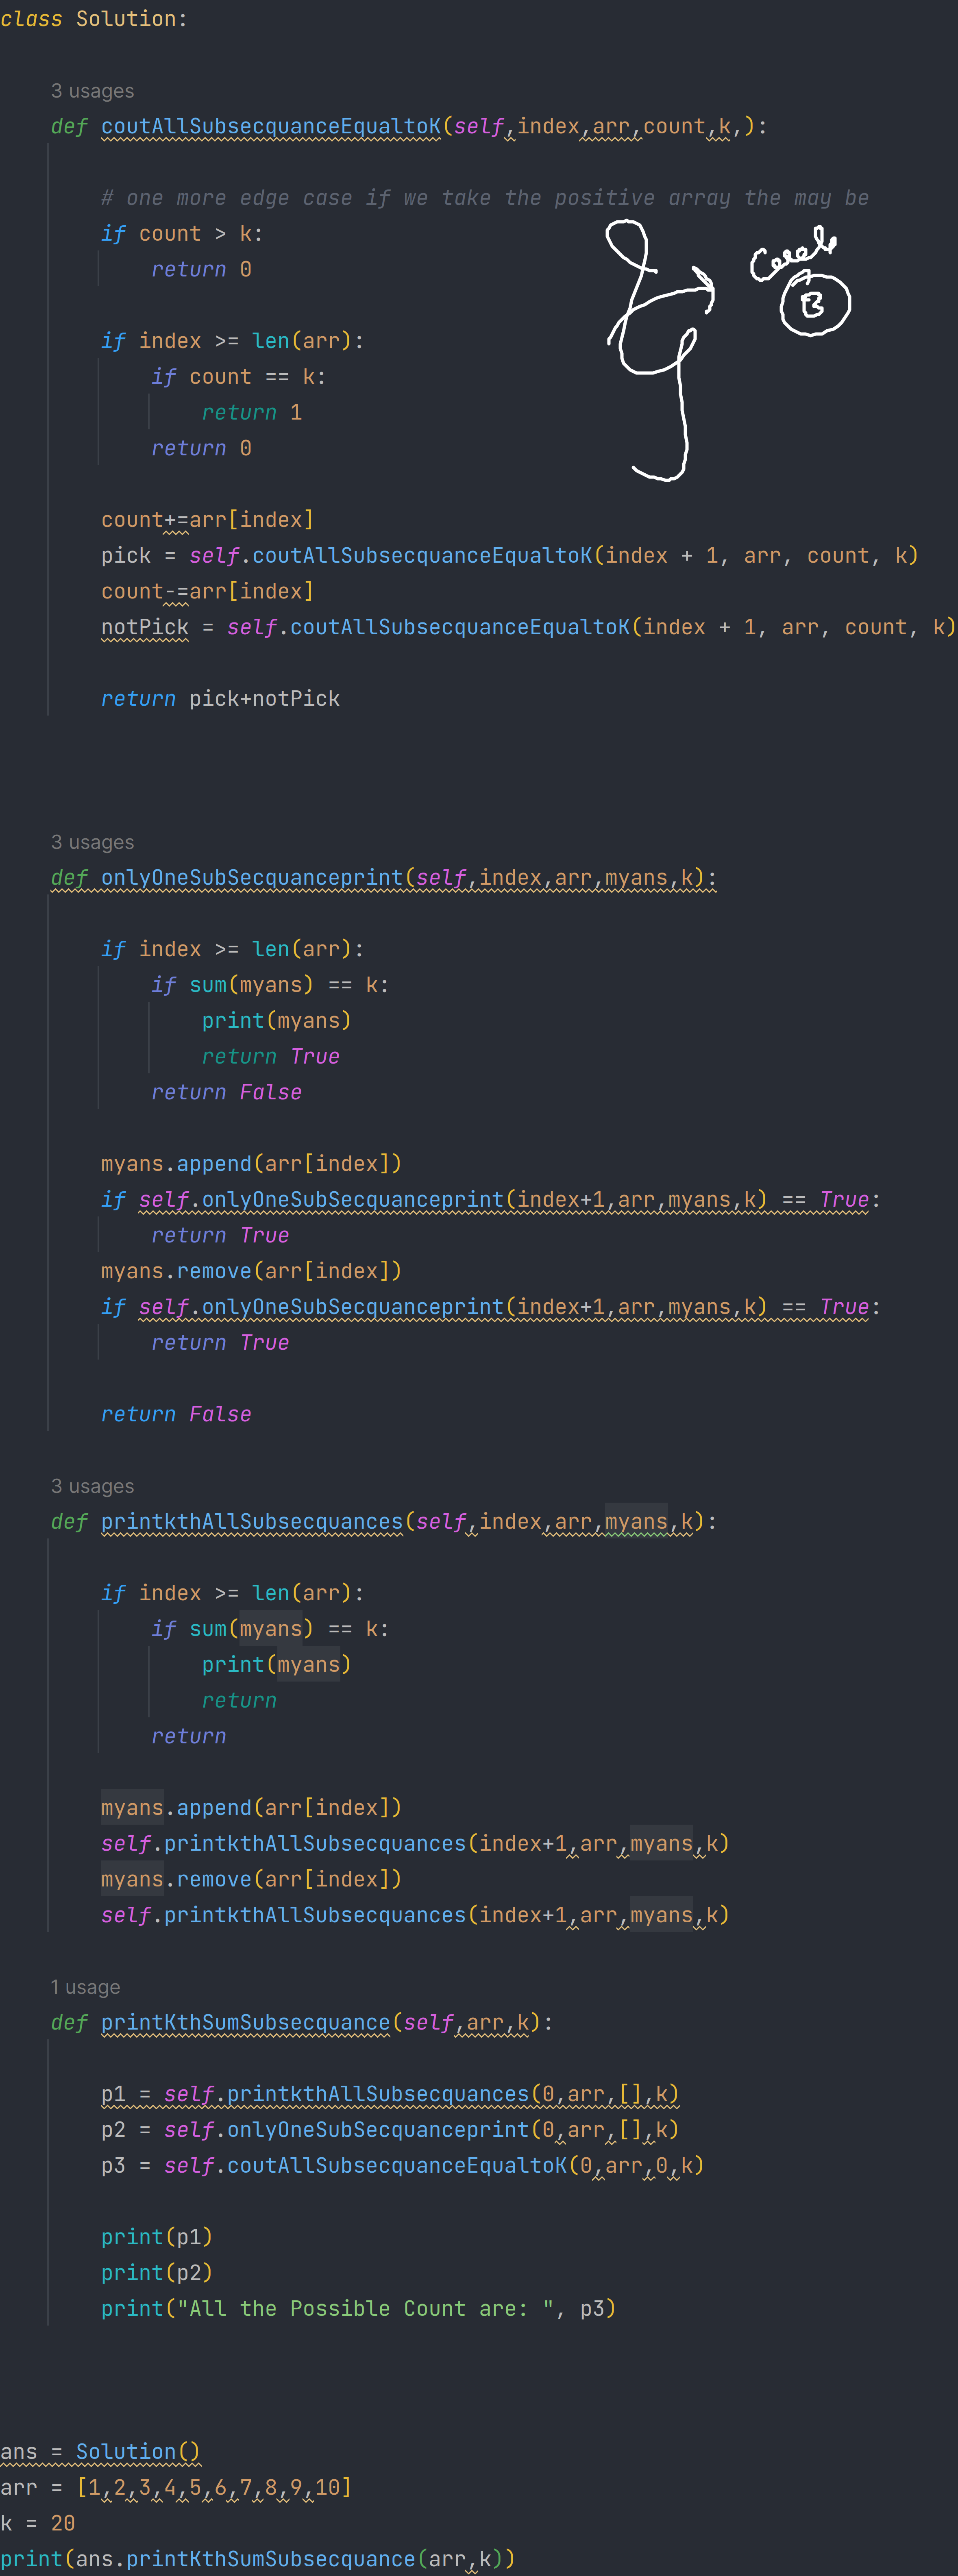 class Solution:
3 usages
def coutAllSubsecquanceEqualtoK(self,index,arr,count,k,):
# one more edge case if we take the positive array the may be
if count > k:
return 0
if index >= len(arr):
if count == k:
return 1
return 0
count+=arr[index]
pick = self.coutAllSubsecquanceEqualtoK(index + 1, arr, count, k)
count-=arr[index]
notPick = self.coutAllSubsecquanceEqualtoK(index + 1, arr, count, k)
return pick+notPick
3 usages
def onlyOneSubSecquanceprint(self,index,arr,myans,k):
if index >= len(arr):
if sum(myans) == k:
print(myans)
return True
return False
myans.append(arr[index])
if self.onlyOneSubSecquanceprint(index+1,arr,myans,k) == True:
return True
myans.remove(arr[index])
if self.onlyOneSubSecquanceprint(index+1,arr,myans,k) == True:
return True
return False
3 usages
def printkthAllSubsecquances(self,index,arr,myans,k):
if index >= len(arr):
if sum(myans) == k:
print(myans)
return
return
myans.append(arr[index])
self.printkthAllSubsecquances(index+1,arr,myans,k)
myans.remove(arr[index])
self.printkthAllSubsecquances(index+1,arr,myans,k)
1 usage
def printKthSumSubsecquance(self,arr,k):
p1 = self.printkthAllSubsecquances(0,arr,[],k)
p2 = self.onlyOneSubSecquanceprint(0,arr,[],k)
p3 = self.coutAllSubsecquanceEqualtoK(0,arr,0,k)
print(p1)
print(p2)
print("All the Possible Count are: ", p3)
ans = Solution()
arr = [1,2,3,4,5,6,7,8,9,10]
k = 20
print(ans.printKthSumSubsecquance(arr,k))